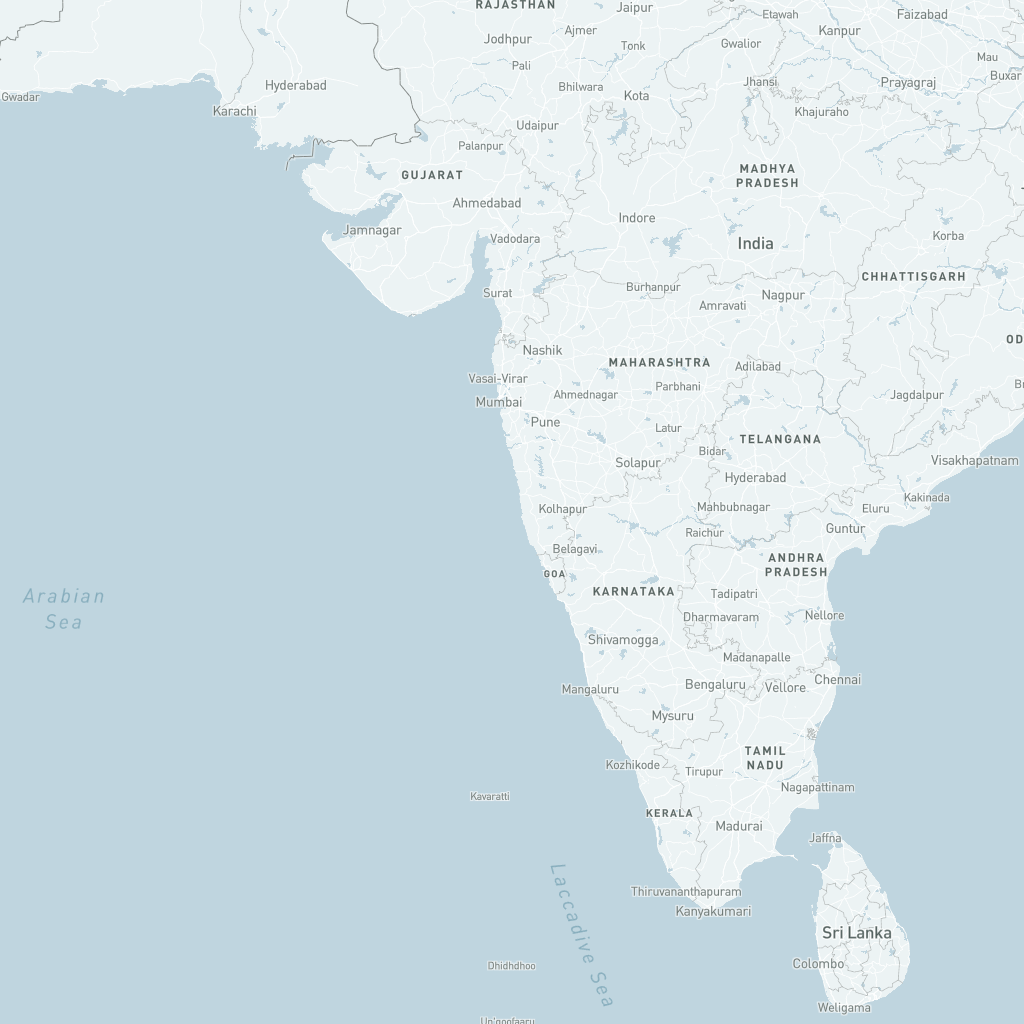 RAJASTHAN
Jaipur
Etawah
Faizabad
Ajmer
Kanpur
Jodhpur
Tonk
Gwalior
Mau
Pali
Buxar
Jhansi
Prayagraj
Hyderabad
Bhilwara
Kota
Gwadar
Karachi
Khajuraho
Udaipur
Palanpur
GUJARAT
MADHYA
PRADESH
Ahmedabad
Indore
Jamnagar
Vadodara
India
Korba
CHHATTISGARH
Burhanpur
Surat
Nagpur
Amravati
OD
Nashik
MAHARASHTRA
Adilabad
Vasai-Virar
Parbhani
Ahmednagar
Jagdalpur
Mumbai
Pune
Latur
TELANGANA
Bidar
Solapur
Visakhapatnam
Hyderabad
Kakinada
Kolhapur
Mahbubnagar
Eluru
Raichur
Guntur
Belagavi
ANDHRA
PRADESH
GOA
KARNATAKA
Tadipatri
Arabian
Sea
Dharmavaram
Nellore
Shivamogga
Madanapalle
Chennai
Bengaluru
Vellore
Mangaluru
Mysuru
TAMIL
NADU
Kozhikode
Tirupur
Nagapattinam
Kavaratti
KERALA
Madurai
Jaffna
Laccadive Sea
Thiruvananthapuram
Kanyakumari
Sri Lanka
Colombo
Dhidhdhoo
Weligama